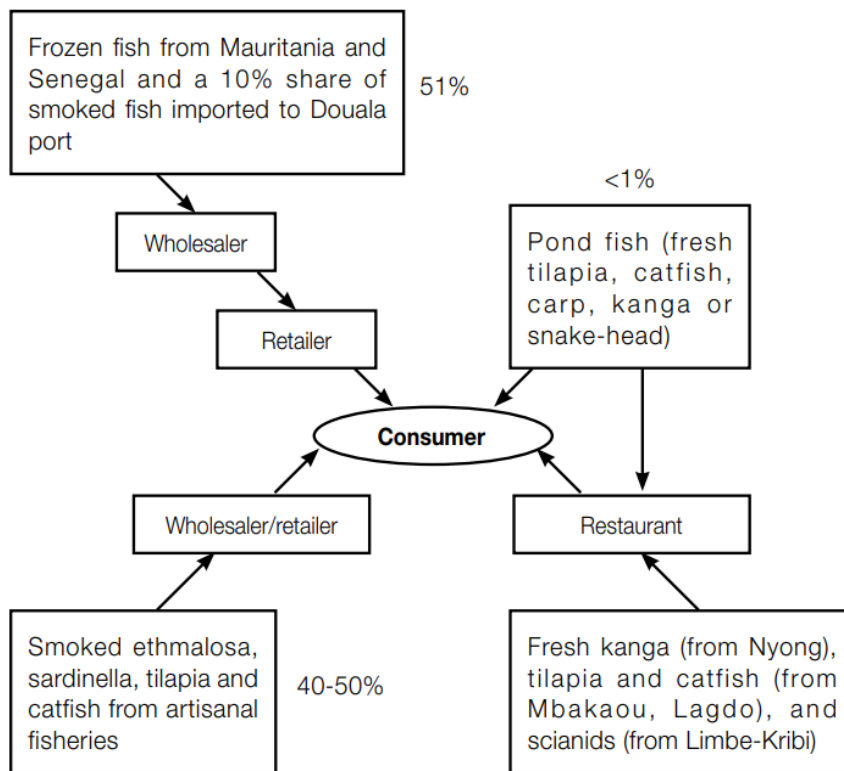 Frozen fish from Mauritania and
Senegal and a 10% share of
smoked fish imported to Douala
port
51%
<1%
Wholesaler
Pond fish (fresh
tilapia, catfish,
carp, kanga or
snake-head)
Retailer
Consumer
Wholesaler/retailer
Restaurant
Smoked ethmalosa,
sardinella, tilapia and
catfish from artisanal
fisheries
40-50%
Fresh kanga (from Nyong),
tilapia and catfish (from
Mbakaou, Lagdo), and
scianids (from Limbe-Kribi)